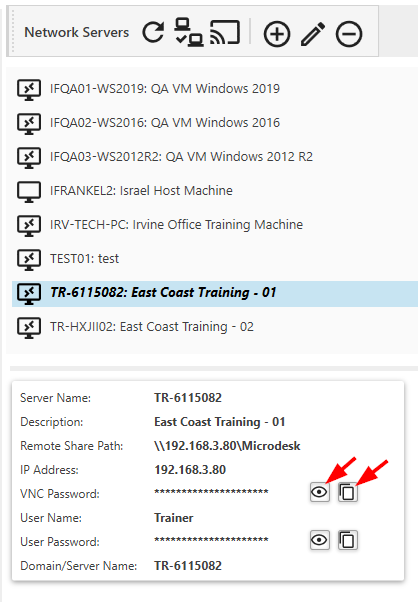 Network Servers
IFQA01-WS2019: QA VM Windows 2019
IFQA02-WS2016: QA VM Windows 2016
IFQA03-WS2012R2: QA VM Windows 2012 R2
IFRANKEL2: Israel Host Machine
IRV-TECH-PC: Irvine Office Training Machine
TEST01: test
TR-6115082: East Coast Training - 01
TR-HXJII02: East Coast Training - 02
Server Name: TR-6115082
Description: East Coast Training - 01
Remote Share Path: \\192.168.3.80\Microdesk
IP Address: 192.168.3.80
VNC Password: *********************
User Name: Trainer
User Password: *********************
Domain/Server Name: TR-6115082